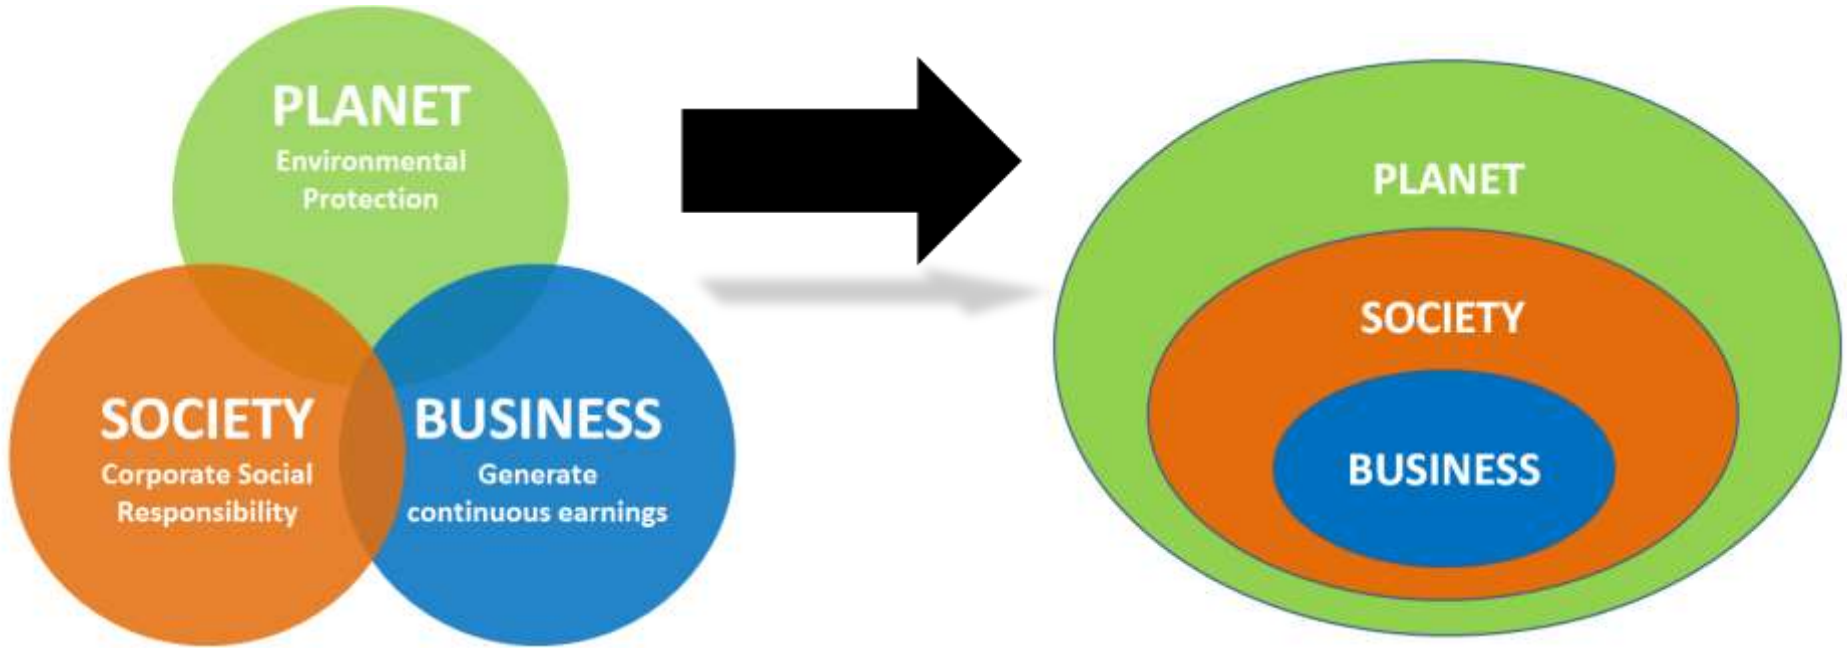 PLANET
Environmental
Protection
SOCIETY
Corporate Social
Responsibility
BUSINESS
Generate
continuous earnings
PLANET
SOCIETY
BUSINESS